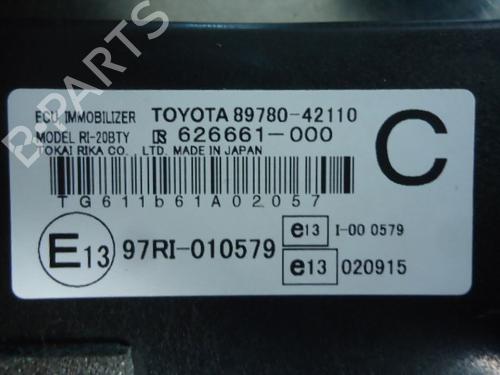 B-PARTS
ECU IMMOBILIZER TOYOTA 89780-42110
MODEL RI-20BTY R 626661-000
TOKAI RIKA CO., LTD. MADE IN JAPAN
C
TG611b61A02057
E13 97RI-010579
e13 I-00 0579
e13 020915